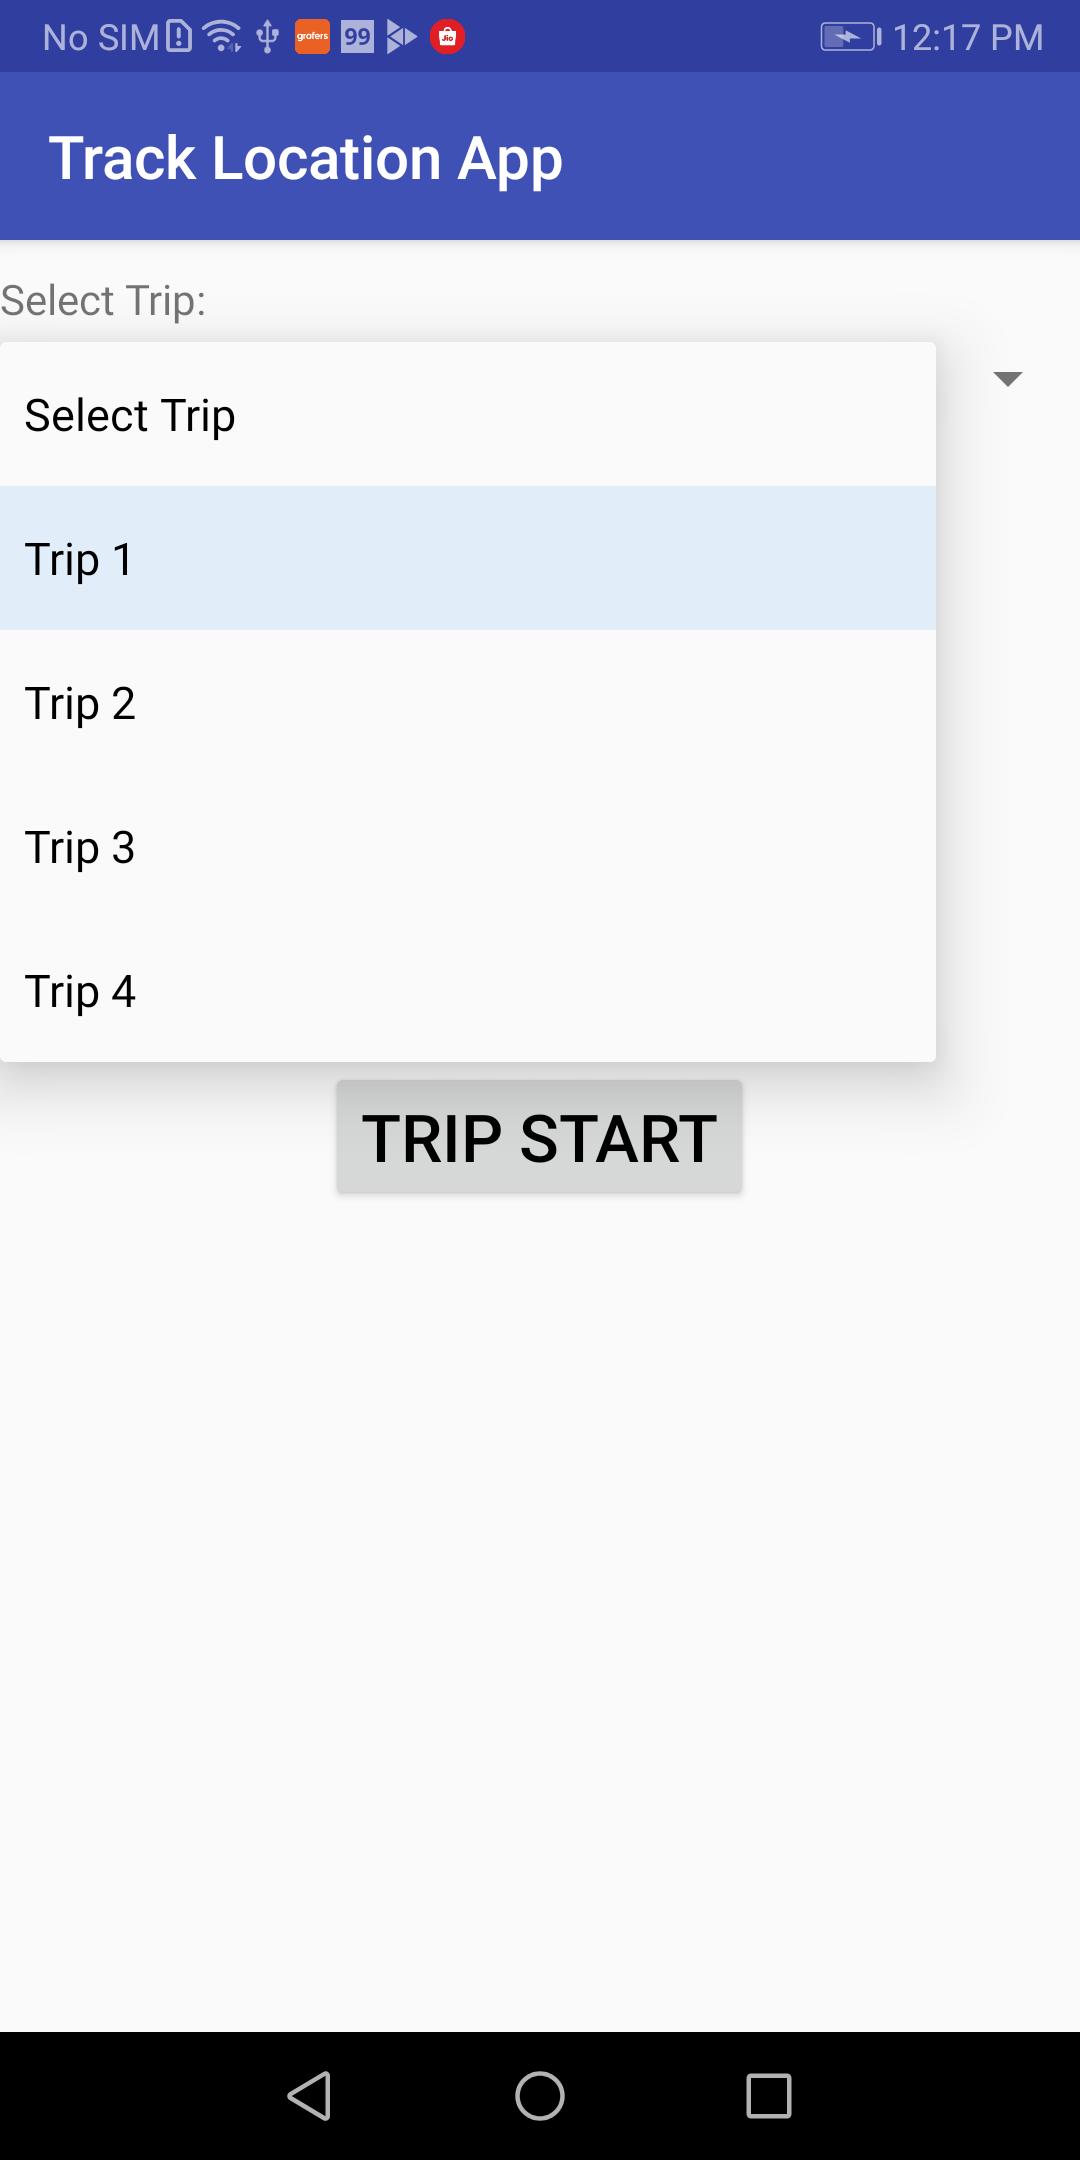 No SIM grofers 99 Jio 12:17 PM
Track Location App
Select Trip:
Select Trip
Trip 1
Trip 2
Trip 3
Trip 4
TRIP START